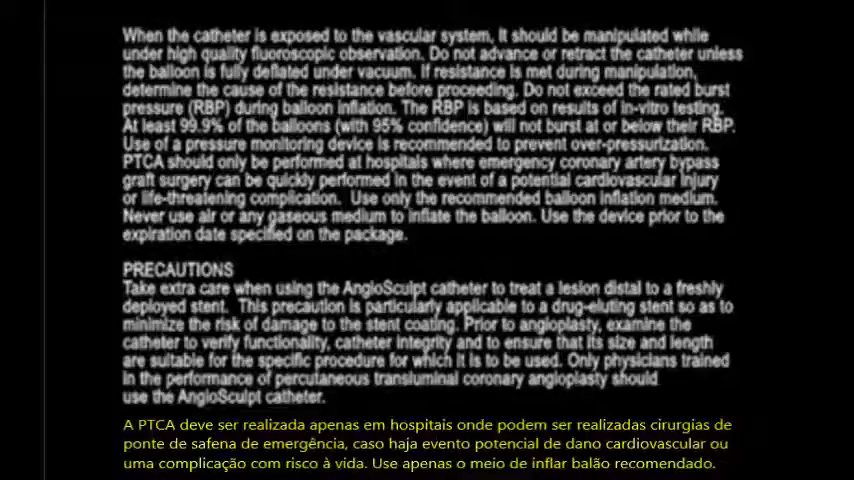 When the catheter is exposed to the vascular system, it should be manipulated while
under high quality fluoroscopic observation. Do not advance or retract the catheter unless
the balloon is fully deflated under vacuum. If resistance is met during manipulation,
determine the cause of the resistance before proceeding. Do not exceed the rated burst
pressure (RBP) during balloon inflation. The RBP is based on results of in-vitro testing.
At least 99.9% of the balloons (with 95% confidence) will not burst at or below their RBP.
Use of a pressure monitoring device is recommended to prevent over-pressurization.
PTCA should only be performed at hospitals where emergency coronary artery bypass
graft surgery can be quickly performed in the event of a potential cardiovascular injury
or life-threatening complication. Use only the recommended balloon inflation medium.
Never use air or any gaseous medium to inflate the balloon. Use the device prior to the
expiration date specified on the package.
PRECAUTIONS
Take extra care when using the AngioSculpt catheter to treat a lesion distal to a freshly
deployed stent. This precaution is particularly applicable to a drug-eluting stent so as to
minimize the risk of damage to the stent coating. Prior to angioplasty, examine the
catheter to verify functionality, catheter integrity and to ensure that its size and length
are suitable for the specific procedure for which it is to be used. Only physicians trained
in the performance of percutaneous transluminal coronary angioplasty should
use the AngioSculpt catheter.
A PTCA deve ser realizada apenas em hospitais onde podem ser realizadas cirurgias de
ponte de safena de emergência, caso haja evento potencial de dano cardiovascular ou
uma complicação com risco à vida. Use apenas o meio de inflar balão recomendado.